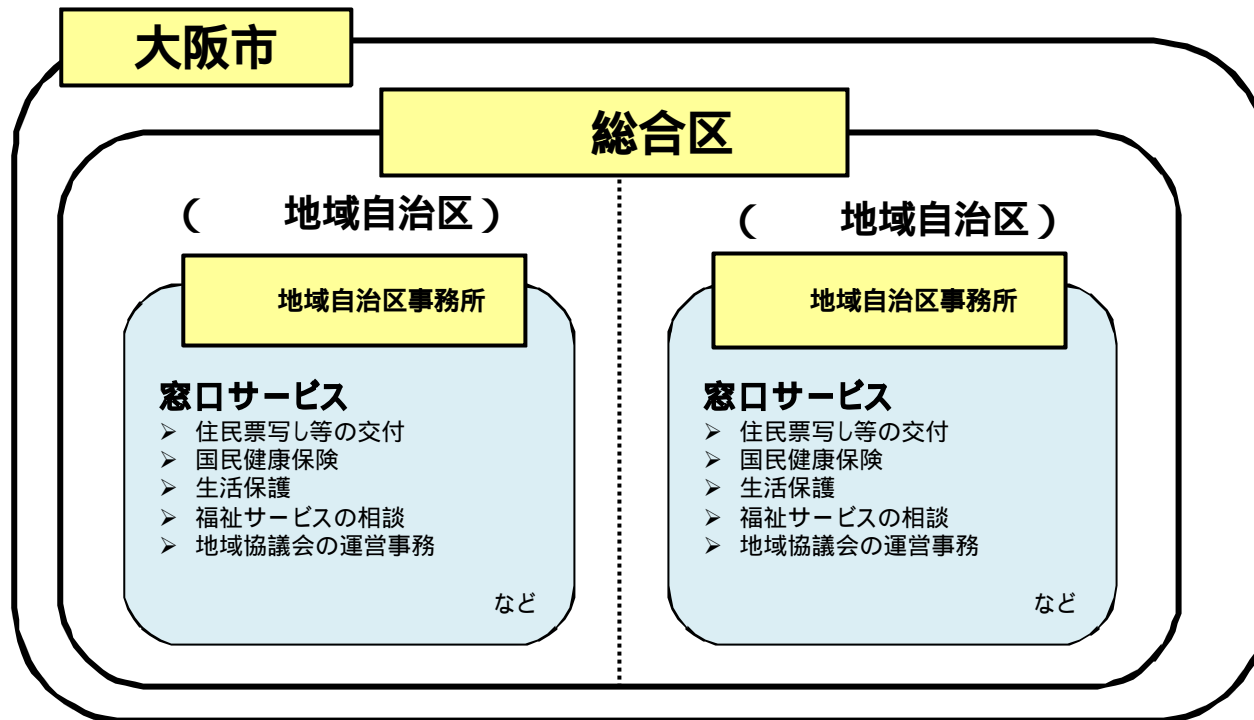 大阪市
総合区
(　　地域自治区)
地域自治区事務所
窓口サービス
➢ 住民票写し等の交付
➢ 国民健康保険
➢ 生活保護
➢ 福祉サービスの相談
➢ 地域協議会の運営事務
など
(　　地域自治区)
地域自治区事務所
窓口サービス
➢ 住民票写し等の交付
➢ 国民健康保険
➢ 生活保護
➢ 福祉サービスの相談
➢ 地域協議会の運営事務
など